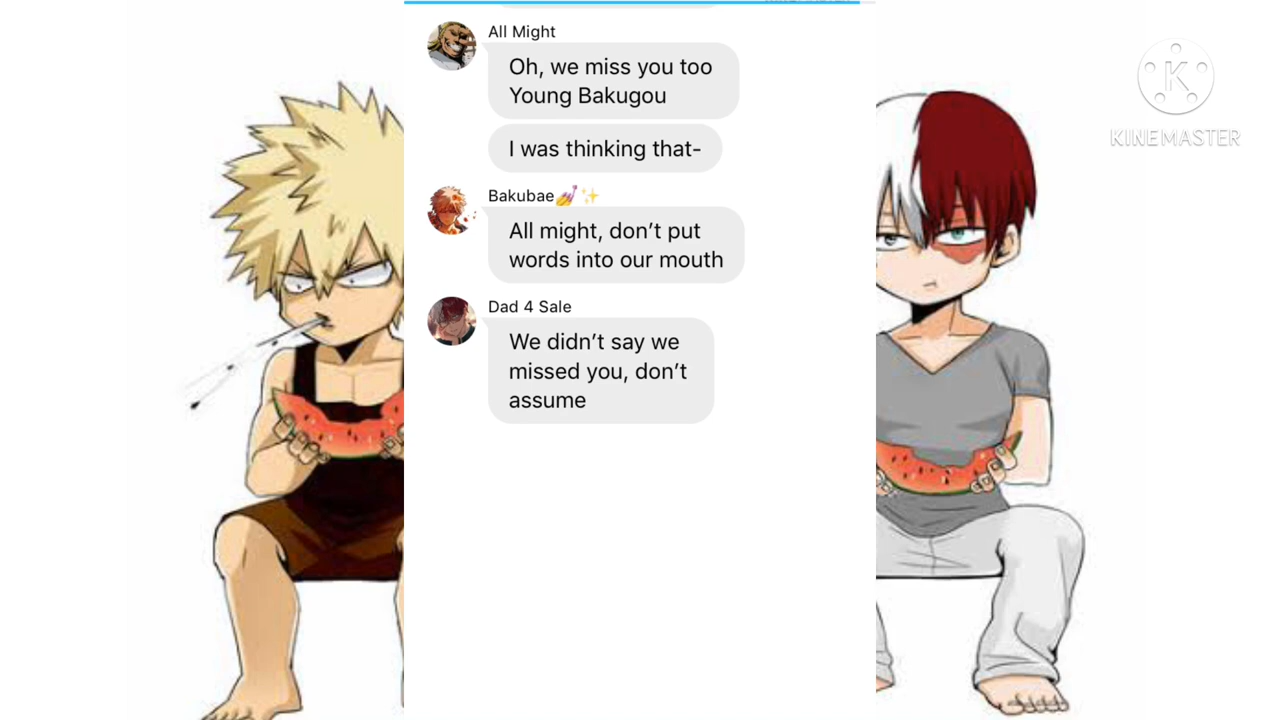 All Might
Oh, we miss you too
Young Bakugou
I was thinking that-
Bakubae💅✨
All might, don’t put
words into our mouth
Dad 4 Sale
We didn’t say we
missed you, don’t
assume
K
KINEMASTER